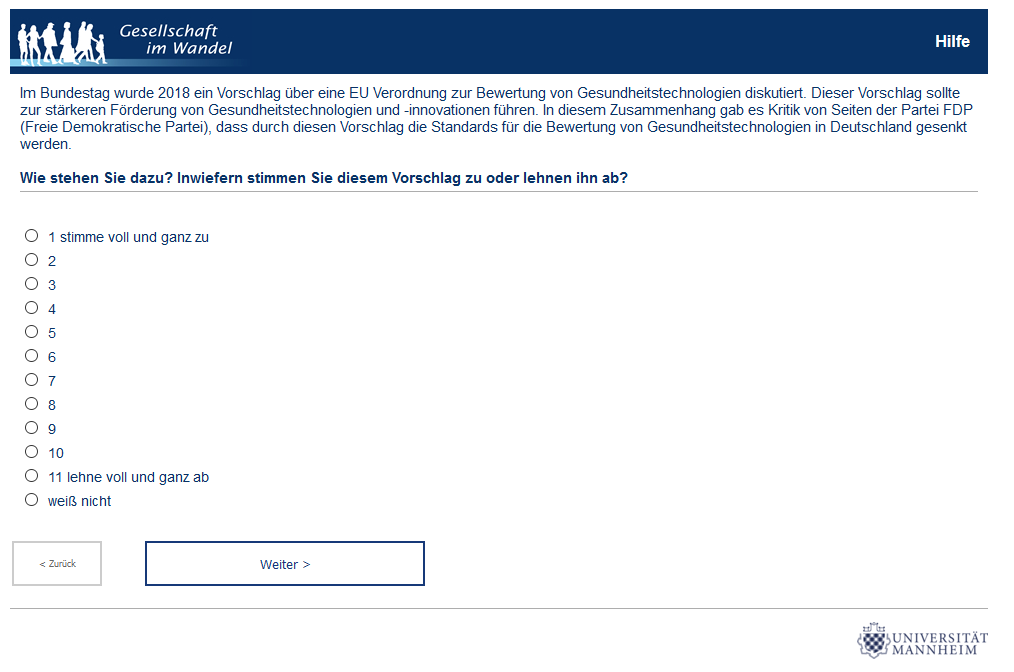 Gesellschaft
im Wandel
Hilfe
Im Bundestag wurde 2018 ein Vorschlag über eine EU Verordnung zur Bewertung von Gesundheitstechnologien diskutiert. Dieser Vorschlag sollte
zur stärkeren Förderung von Gesundheitstechnologien und -innovationen führen. In diesem Zusammenhang gab es Kritik von Seiten der Partei FDP
(Freie Demokratische Partei), dass durch diesen Vorschlag die Standards für die Bewertung von Gesundheitstechnologien in Deutschland gesenkt
werden.
Wie stehen Sie dazu? Inwiefern stimmen Sie diesem Vorschlag zu oder lehnen ihn ab?
1 stimme voll und ganz zu
2
3
4
5
6
7
8
9
10
11 lehne voll und ganz ab
weiß nicht
< Zurück
Weiter >
UNIVERSITÄT
MANNHEIM